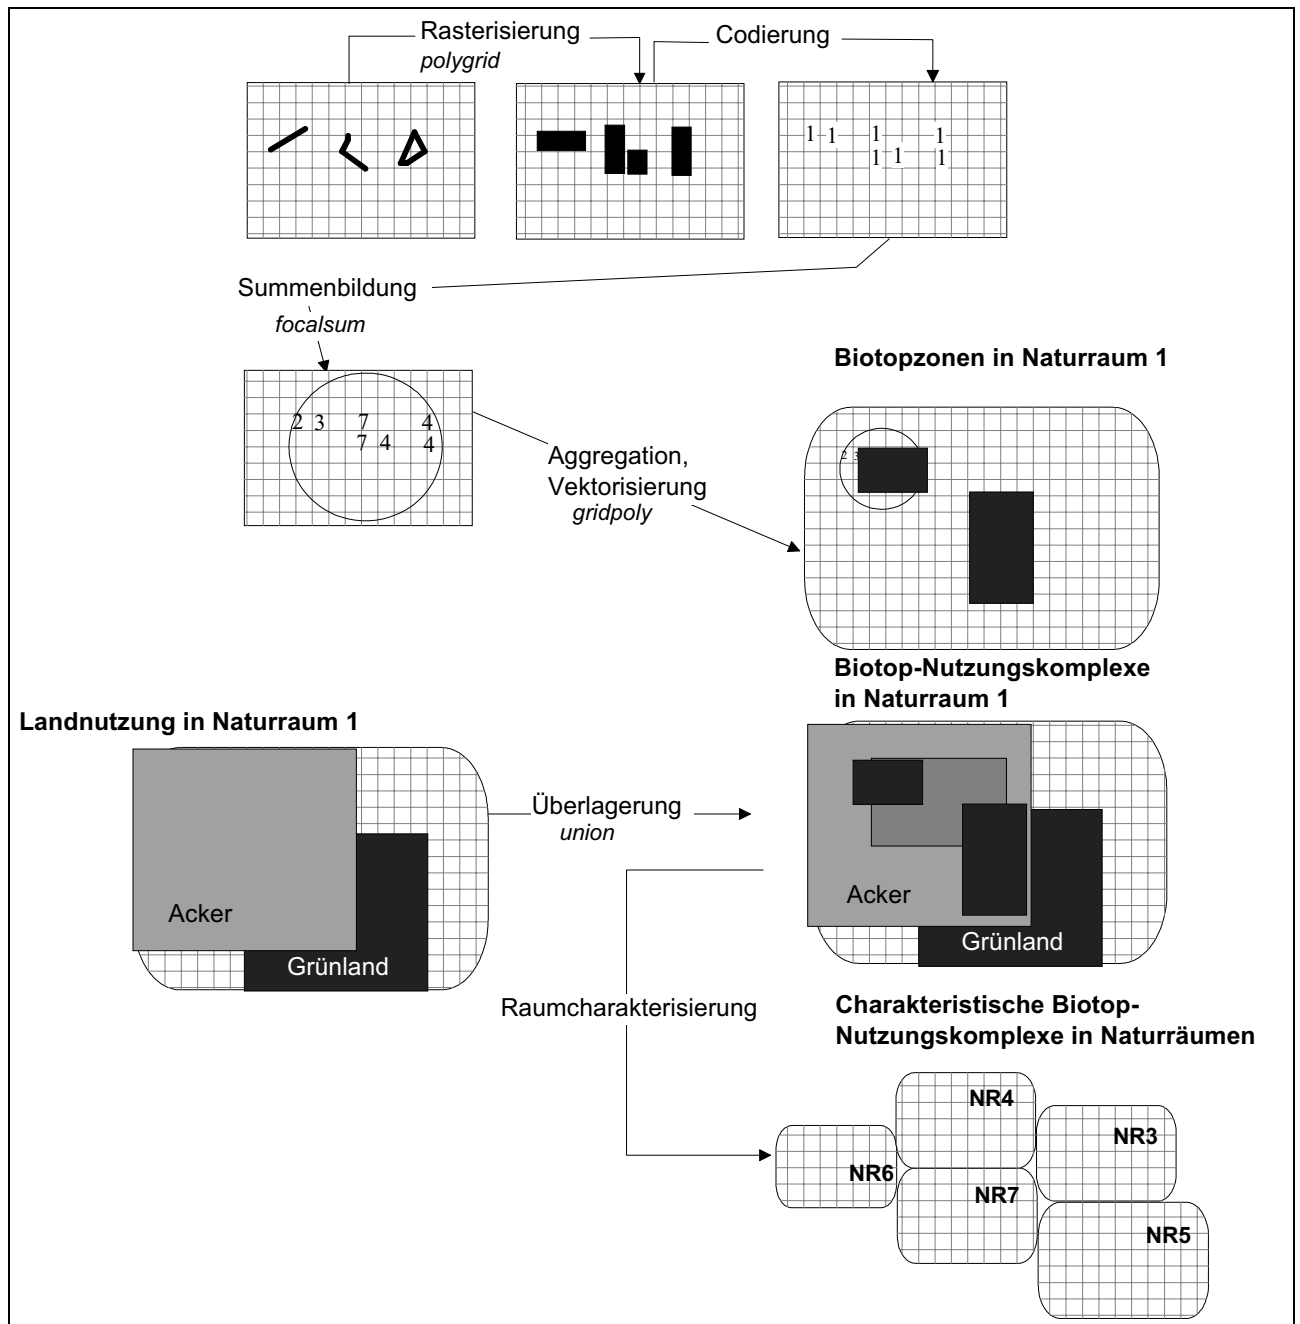 Rasterisierung
polygrid
Codierung
1 1 1 1
1 1 1
Summenbildung
focalsum
2 3 7 4
7 4 4
Aggregation,
Vektorisierung
gridpoly
Biotopzonen in Naturraum 1
2 3
Biotop-Nutzungskomplexe
in Naturraum 1
Landnutzung in Naturraum 1
Acker
Grünland
Überlagerung
union
Acker
Grünland
Raumcharakterisierung
Charakteristische Biotop-
Nutzungskomplexe in Naturräumen
NR4
NR3
NR6
NR7
NR5